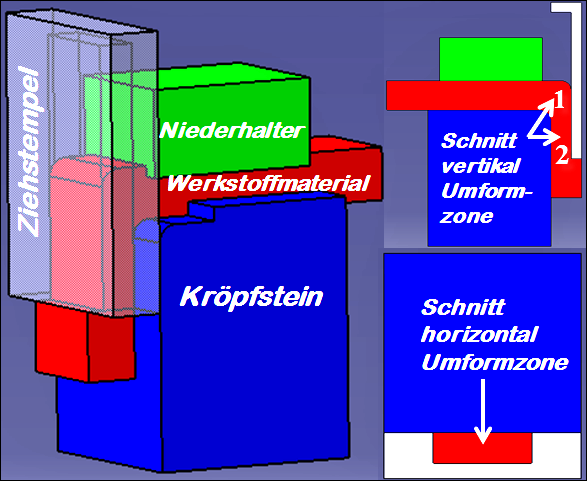 Ziehstempel
Niederhalter
Werkstoffmaterial
Kröpfstein
1
2
Schnitt
vertikal
Umform-
zone
Schnitt
horizontal
Umformzone